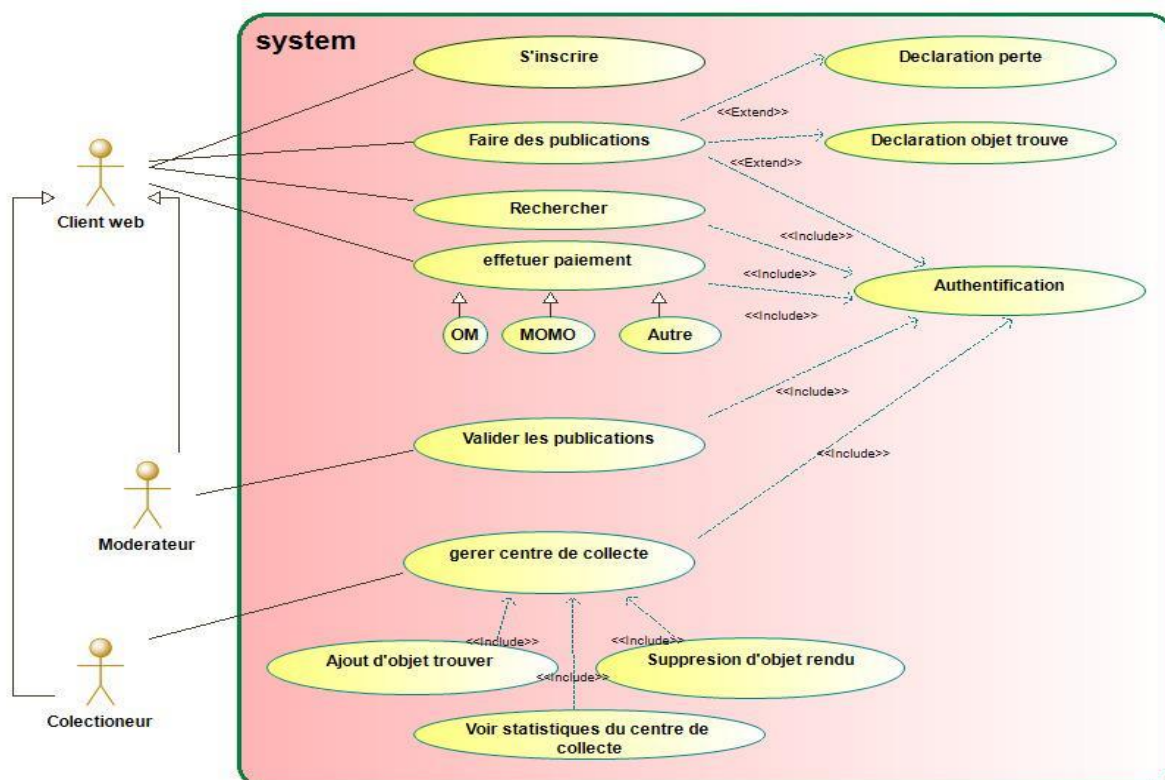 system
S'inscrire
Declaration perte
<<Extend>>
Faire des publications
Declaration objet trouve
<<Extend>>
Client web
Rechercher
<<Include>>
effetuer paiement
<<Include>>
Authentification
<<Include>>
OM
MOMO
Autre
<<Include>>
Valider les publications
<<Include>>
Moderateur
gerer centre de collecte
<<Include>>
<<Include>>
Ajout d'objet trouver
Suppresion d'objet rendu
<<Include>>
Colectioneur
Voir statistiques du centre de
collecte